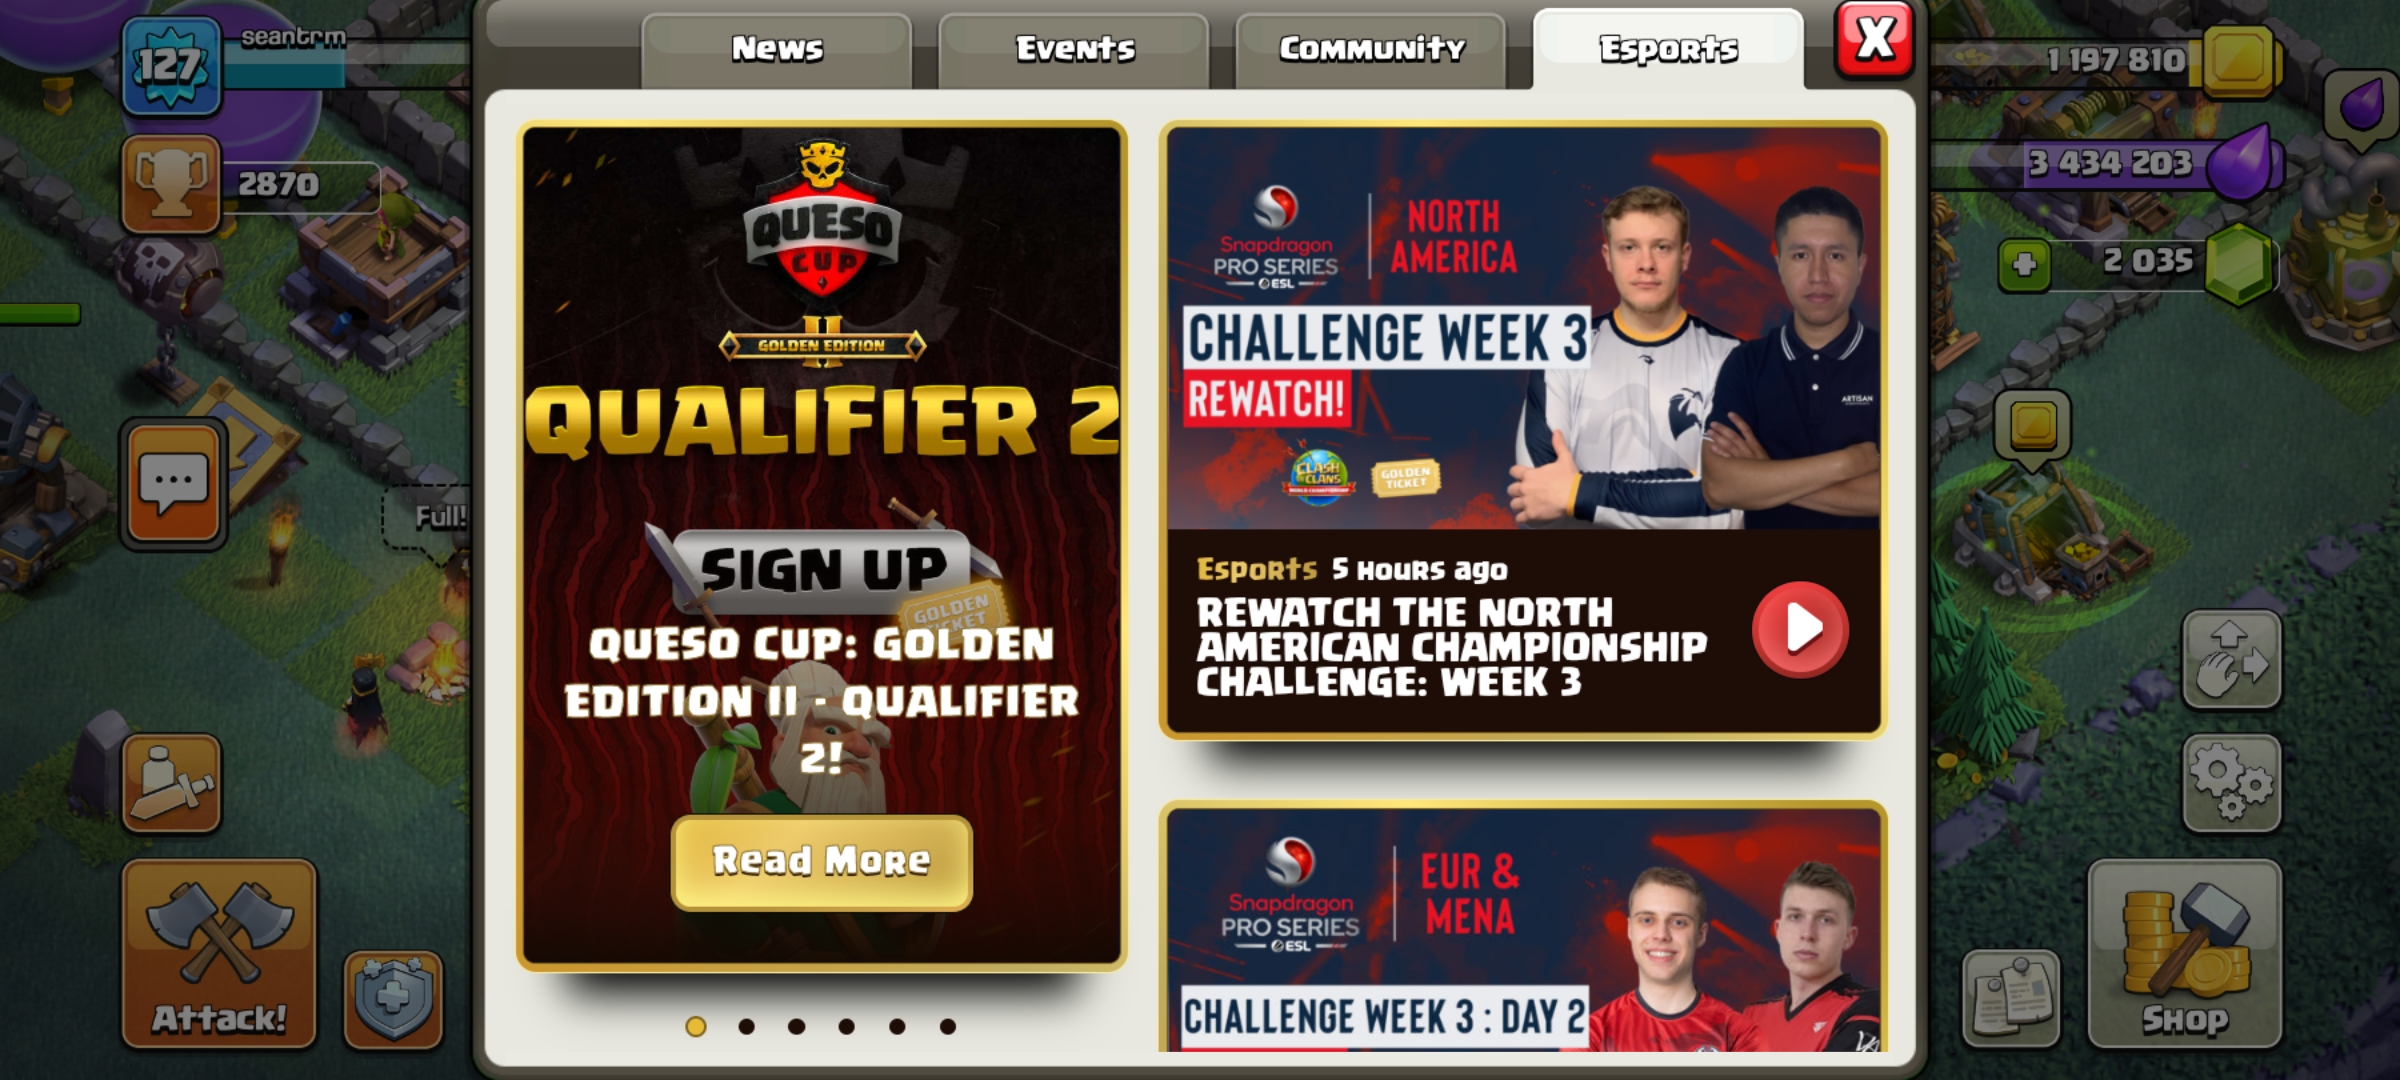 127
seantrm
2870
Full!
Attack!
News
Events
Community
Esports
X
QUESO
CUP
II
GOLDEN EDITION
QUALIFIER 2
SIGN UP
GOLDEN
TICKET
QUESO CUP: GOLDEN
EDITION II - QUALIFIER
2!
Read More
Snapdragon
PRO SERIES
ESL
NORTH
AMERICA
CHALLENGE WEEK 3
REWATCH!
CLASH
OF CLANS
WORLD CHAMPIONSHIP
GOLDEN
TICKET
ARTISAN
Esports 5 Hours ago
REWATCH THE NORTH
AMERICAN CHAMPIONSHIP
CHALLENGE: WEEK 3
Snapdragon
PRO SERIES
ESL
EUR &
MENA
CHALLENGE WEEK 3 : DAY 2
1 197 810
3 434 203
2 035
Shop